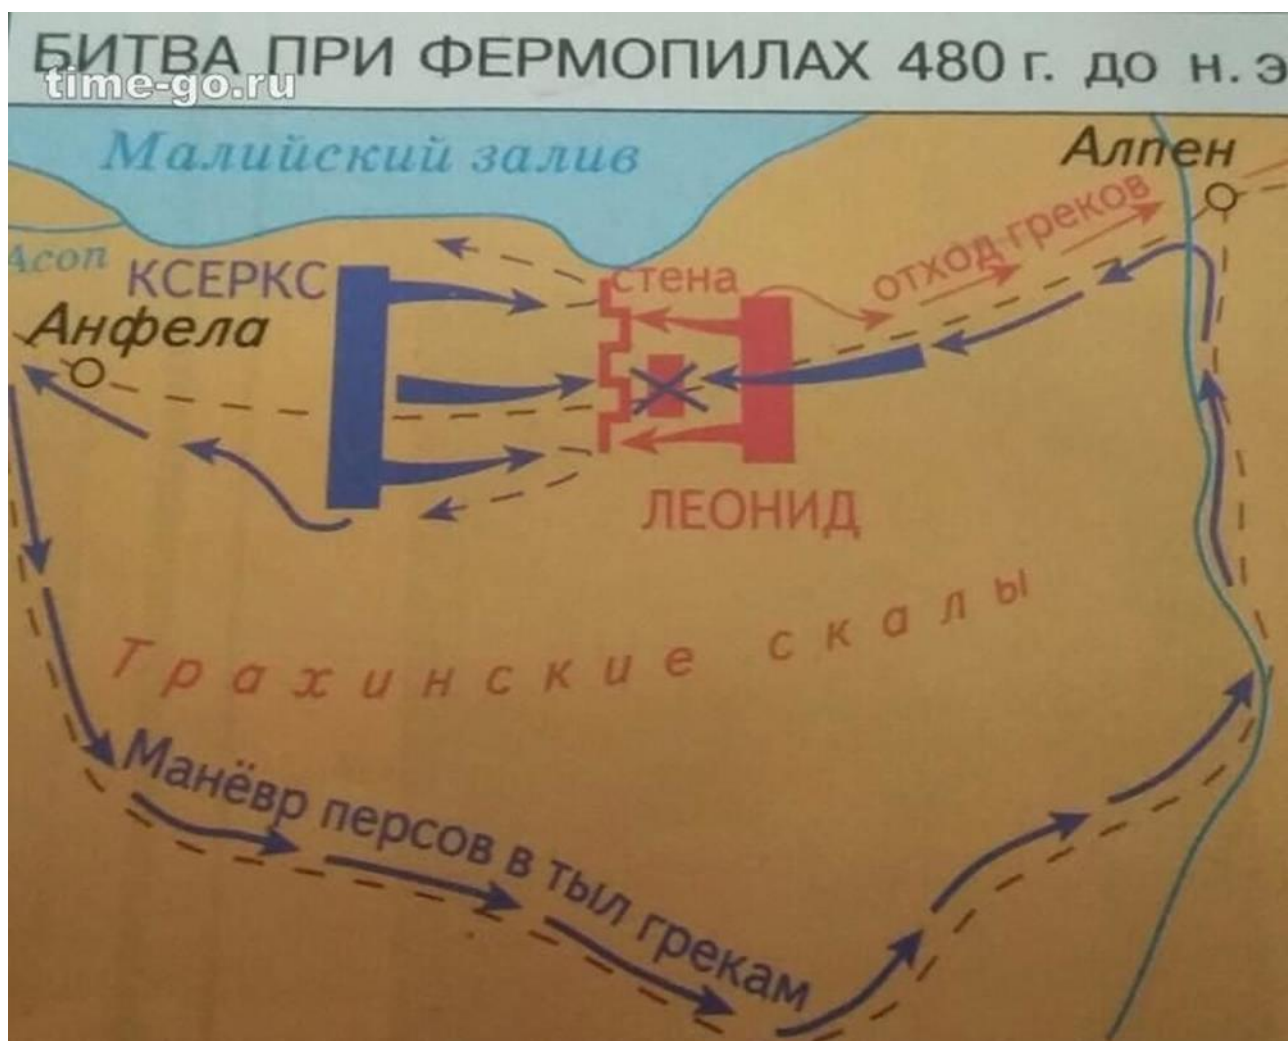 БИТВА ПРИ ФЕРМОПИЛАХ 480 г. до н. э
time-go.ru
Малийский залив
Алпен
Асоп
КСЕРКС
стена
отход греков
Анфела
ЛЕОНИД
Трахинские скалы
Манёвр персов в тыл грекам